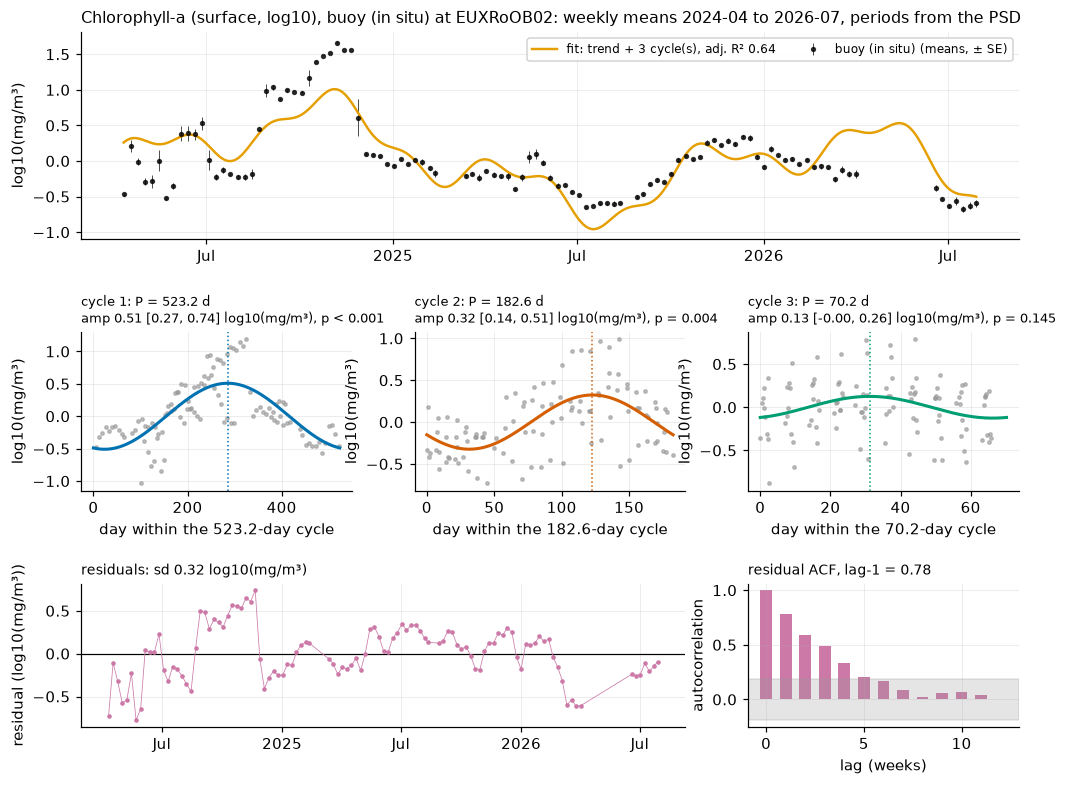 Chlorophyll-a (surface, log10), buoy (in situ) at EUXRoOB02: weekly means 2024-04 to 2026-07, periods from the PSD
fit: trend + 3 cycle(s), adj. R² 0.64
buoy (in situ) (means, ± SE)
log10(mg/m³)
1.5
1.0
0.5
0.0
−0.5
−1.0
Jul
2025
Jul
2026
Jul
cycle 1: P = 523.2 d
amp 0.51 [0.27, 0.74] log10(mg/m³), p < 0.001
log10(mg/m³)
1.0
0.5
0.0
−0.5
−1.0
0
200
400
day within the 523.2-day cycle
cycle 2: P = 182.6 d
amp 0.32 [0.14, 0.51] log10(mg/m³), p = 0.004
log10(mg/m³)
1.0
0.5
0.0
−0.5
0
50
100
150
day within the 182.6-day cycle
cycle 3: P = 70.2 d
amp 0.13 [-0.00, 0.26] log10(mg/m³), p = 0.145
log10(mg/m³)
0.5
0.0
−0.5
0
20
40
60
day within the 70.2-day cycle
residuals: sd 0.32 log10(mg/m³)
residual (log10(mg/m³))
0.5
0.0
−0.5
Jul
2025
Jul
2026
Jul
residual ACF, lag-1 = 0.78
autocorrelation
1.0
0.5
0.0
0
5
10
lag (weeks)